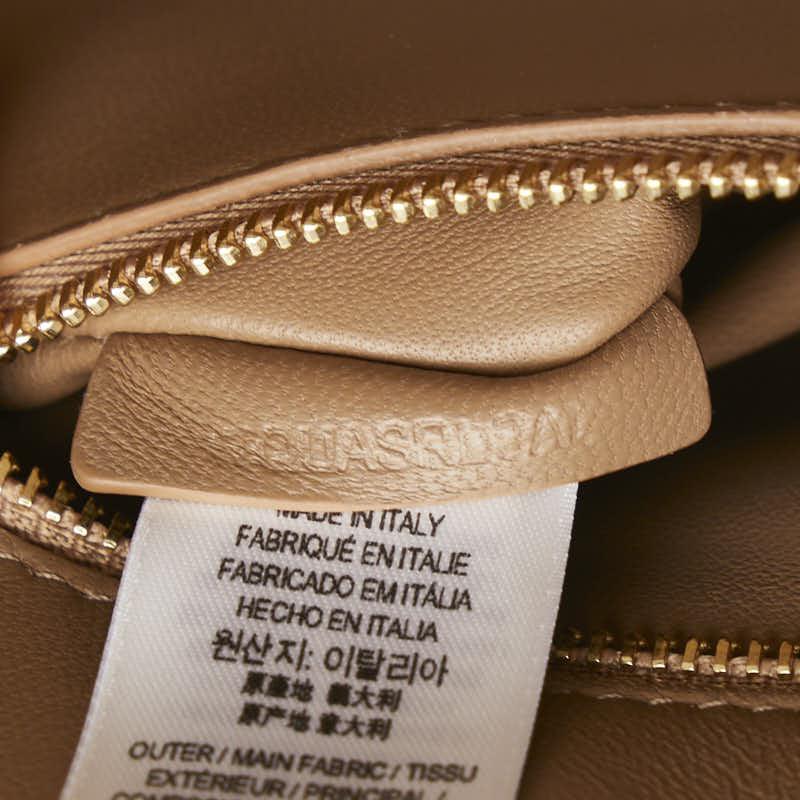 MADE IN ITALY
FABRIQUÉ EN ITALIE
FABRICADO EM ITÁLIA
HECHO EN ITALIA
원산지: 이탈리아
原産地 義大利
原产地 意大利
OUTER / MAIN FABRIC / TISSU
EXTÉRIEUR / PRINCIPAL /